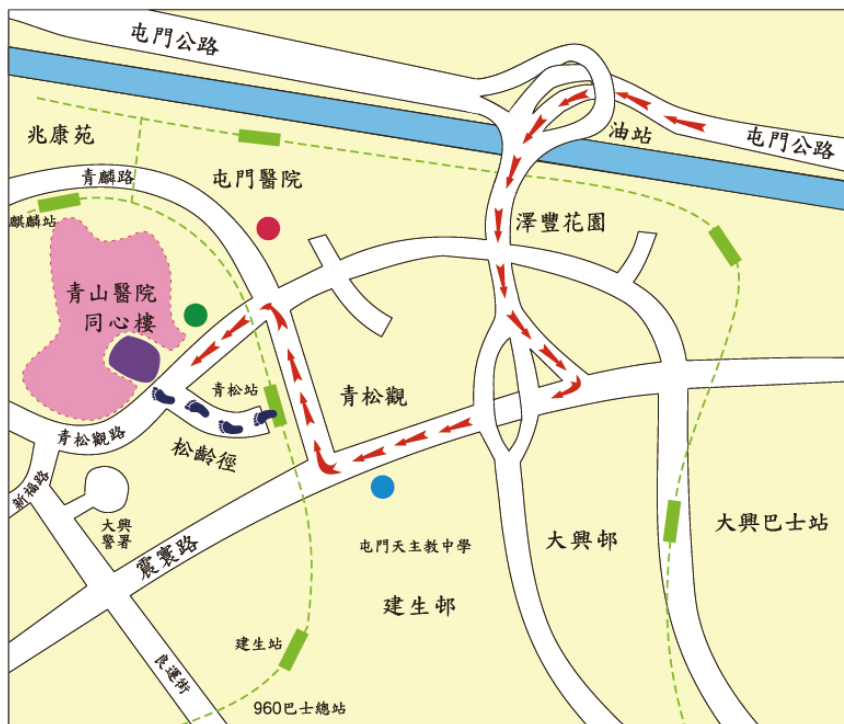 屯門公路
屯門公路
油站
兆康苑
青麟路
屯門醫院
麒麟站
澤豐花園
青山醫院
同心樓
青松站
青松觀
青松觀路
松齡徑
新福路
大興
警署
震寰路
屯門天主教中學
大興邨
大興巴士站
建生邨
建生站
良運街
960巴士總站